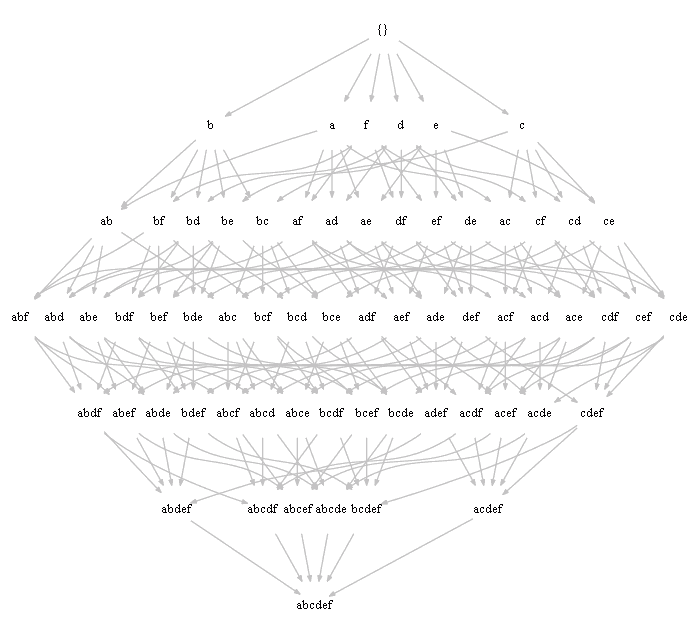 {}
b a f d e c
ab bf bd be bc af ad ae df ef de ac cf cd ce
abf abd abe bdf bef bde abc bcf bcd bce adf aef ade def acf acd ace cdf cef cde
abdf abef abde bdef abcf abcd abce bcdf bcef bcde adef acdf acef acde cdef
abdef abcdf abcef abcde bcdef acdef
abcdef